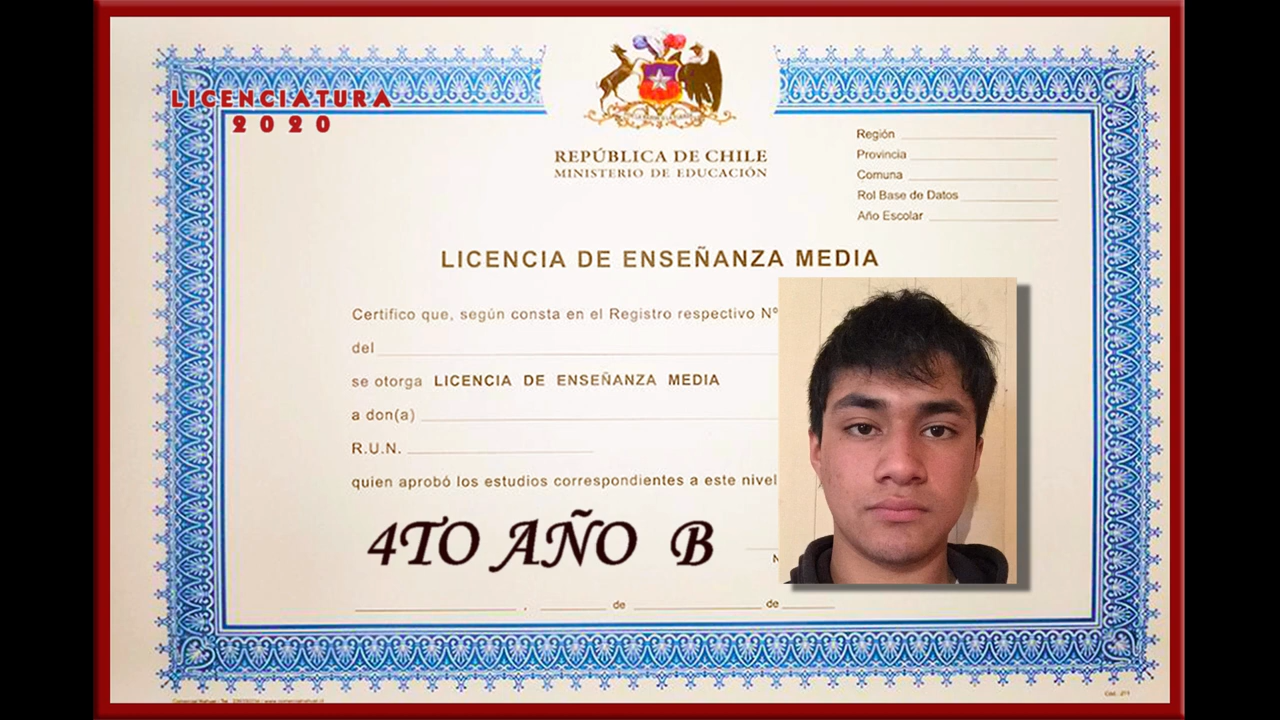 LICENCIATURA
2020
REPÚBLICA DE CHILE
MINISTERIO DE EDUCACIÓN
Región
Provincia
Comuna
Rol Base de Datos
Año Escolar
LICENCIA DE ENSEÑANZA MEDIA
Certifico que, según consta en el Registro respectivo Nº
del
se otorga LICENCIA DE ENSEÑANZA MEDIA
a don(a)
R.U.N.
quien aprobó los estudios correspondientes a este nivel
4TO AÑO B
, de de